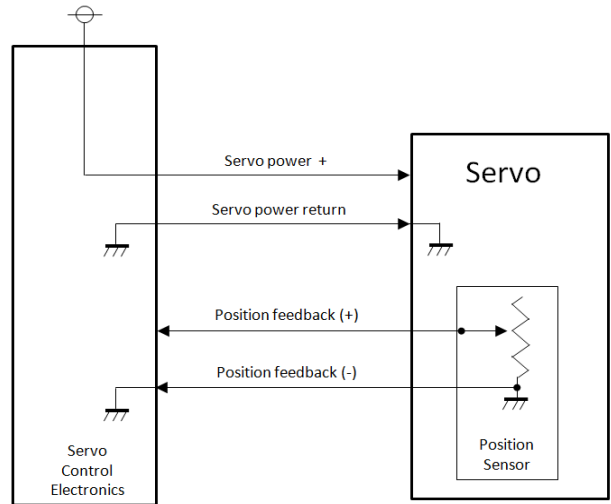 Servo power +
Servo
Servo power return
Position feedback (+)
Position feedback (-)
Servo
Control
Electronics
Position
Sensor